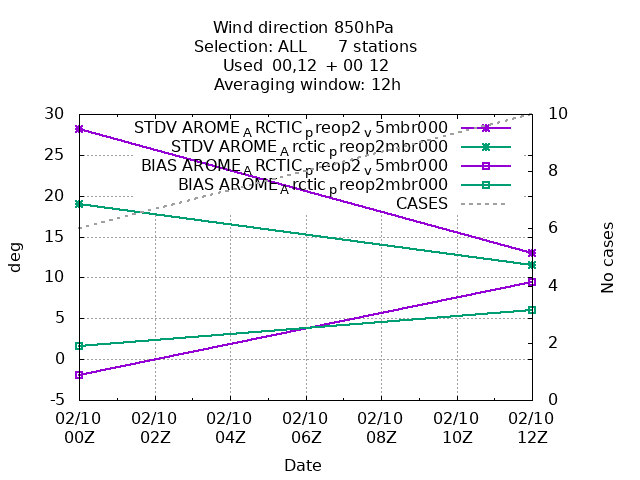 Wind direction 850hPa
Selection: ALL 7 stations
Used 00,12 + 00 12
Averaging window: 12h
30
25
20
15
10
5
0
-5
deg
STDV AROME_ARCTIC_preop2_v5mbr000
STDV AROME_Arctic_preop2mbr000
BIAS AROME_ARCTIC_preop2_v5mbr000
BIAS AROME_Arctic_preop2mbr000
CASES
10
8
6
4
2
0
No cases
02/10 02/10 02/10 02/10 02/10 02/10 02/10
00Z 02Z 04Z 06Z 08Z 10Z 12Z
Date